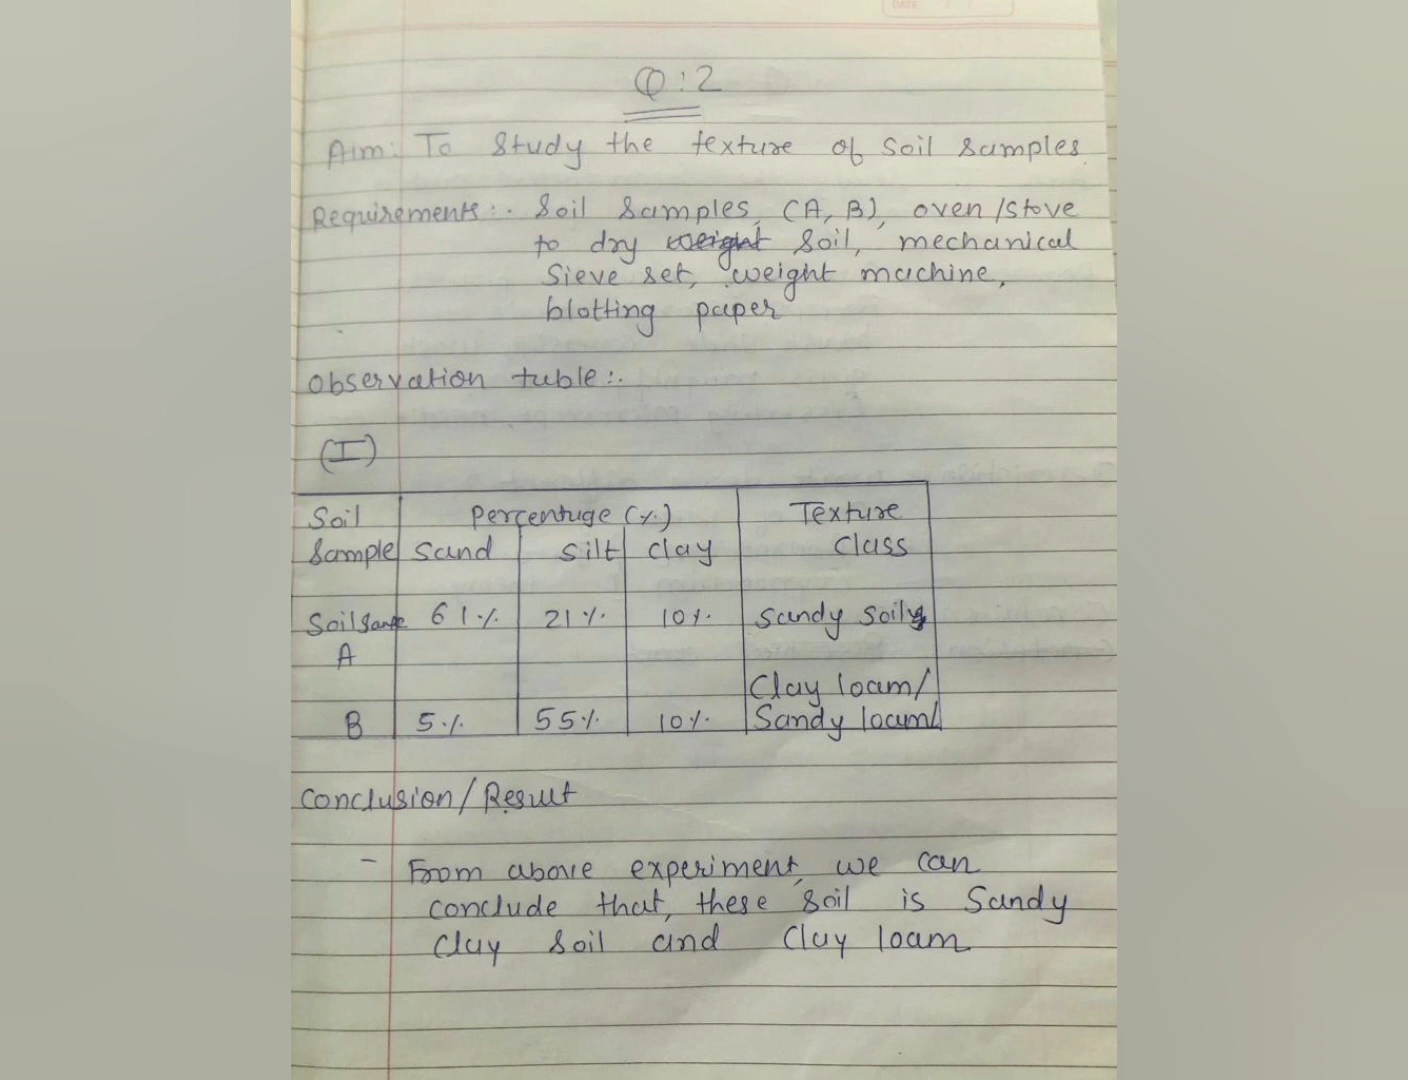 DATE
Q:2
Aim: To Study the texture of Soil Samples
Requirements:. Soil Samples, (A, B), oven/stove
to dry weight Soil, mechanical
Sieve set, weight machine,
blotting paper
Observation table:.
(I)
Soil Sample
Percentage (%)
Texture Class
Sand Silt Clay
Soil A 61% 21% 10% Sandy Soil
B 5% 55% 10% Clay loam/ Sandy loam
Conclusion/Result
- From above experiment, we can
conclude that, these soil is Sandy
Clay Soil and Clay loam